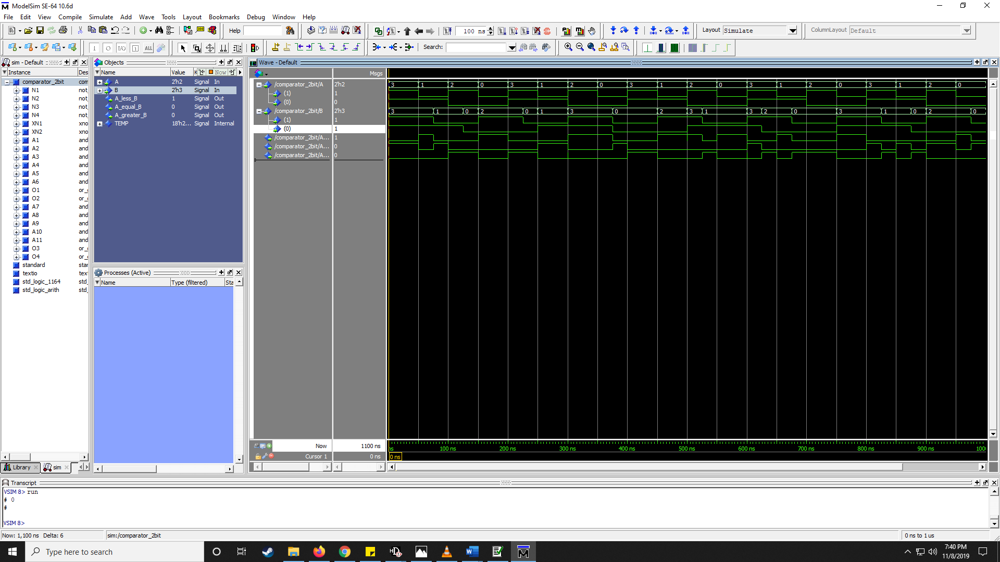 ModelSim SE-64 10.6d
File Edit View Compile Simulate Add Wave Tools Layout Bookmarks Debug Window Help
Help 100 ns Layout Simulate ColumnLayout Default
ALL Search:
sim - Default
Instance Des
comparator_2bit com
N1 not_
N2 not_
N3 not_
N4 not_
XN1 xno
XN2 xno
A1 and
A2 and
A3 and
A4 and
A5 and
A6 and
O1 or_
O2 or_
A7 and
A8 and
A9 and
A10 and
A11 and
O3 or_
O4 or_
standard star
textio tex
std_logic_1164 std_
std_logic_arith std_
Library sim
Objects
Name Value K Now
A 2'h2 Signal In
B 2'h3 Signal In
A_less_B 1 Signal Out
A_equal_B 0 Signal Out
A_greater_B 0 Signal Out
TEMP 18'h2... Signal Internal
Processes (Active)
Name Type (filtered) Sta
Wave - Default
Msgs
/comparator_2bit/A 2'h2 3 1 2 0 3 1 2 0 3 1 2 0 3 1 2 0 3 1 2 0
(1) 1
(0) 0
/comparator_2bit/B 2'h3 3 1 0 2 0 1 3 0 2 3 1 3 2 0 3 1 0 2 0
(1) 1
(0) 1
/comparator_2bit/A... 1
/comparator_2bit/A... 0
/comparator_2bit/A... 0
Now 1100 ns ns 100 ns 200 ns 300 ns 400 ns 500 ns 600 ns 700 ns 800 ns 900 ns 1000
Cursor 1 0 ns 0 ns
Transcript
VSIM 8> run
# 0
#
VSIM 8>
Now: 1,100 ns Delta: 6 sim:/comparator_2bit 0 ns to 1 us
Type here to search
7:40 PM
11/8/2019